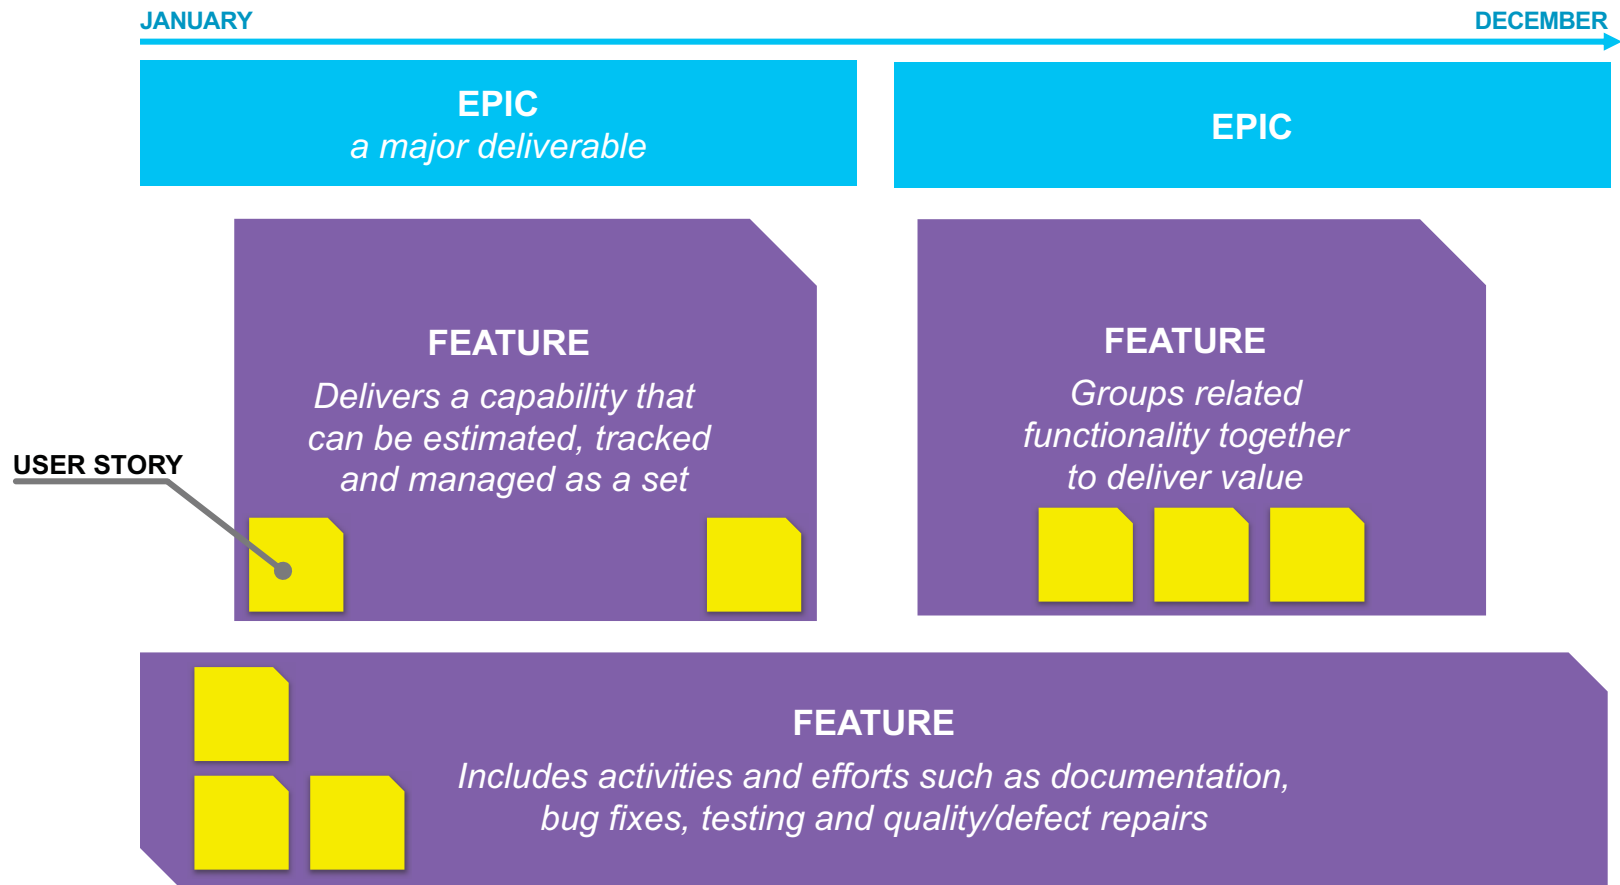 JANUARY
DECEMBER
EPIC
a major deliverable
EPIC
FEATURE
Delivers a capability that
can be estimated, tracked
and managed as a set
FEATURE
Groups related
functionality together
to deliver value
USER STORY
FEATURE
Includes activities and efforts such as documentation,
bug fixes, testing and quality/defect repairs